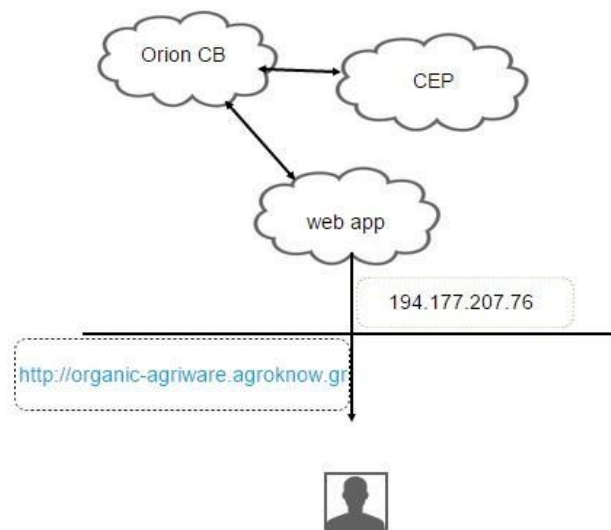 Orion CB
CEP
web app
194.177.207.76
http://organic-agriware.agroknow.gr